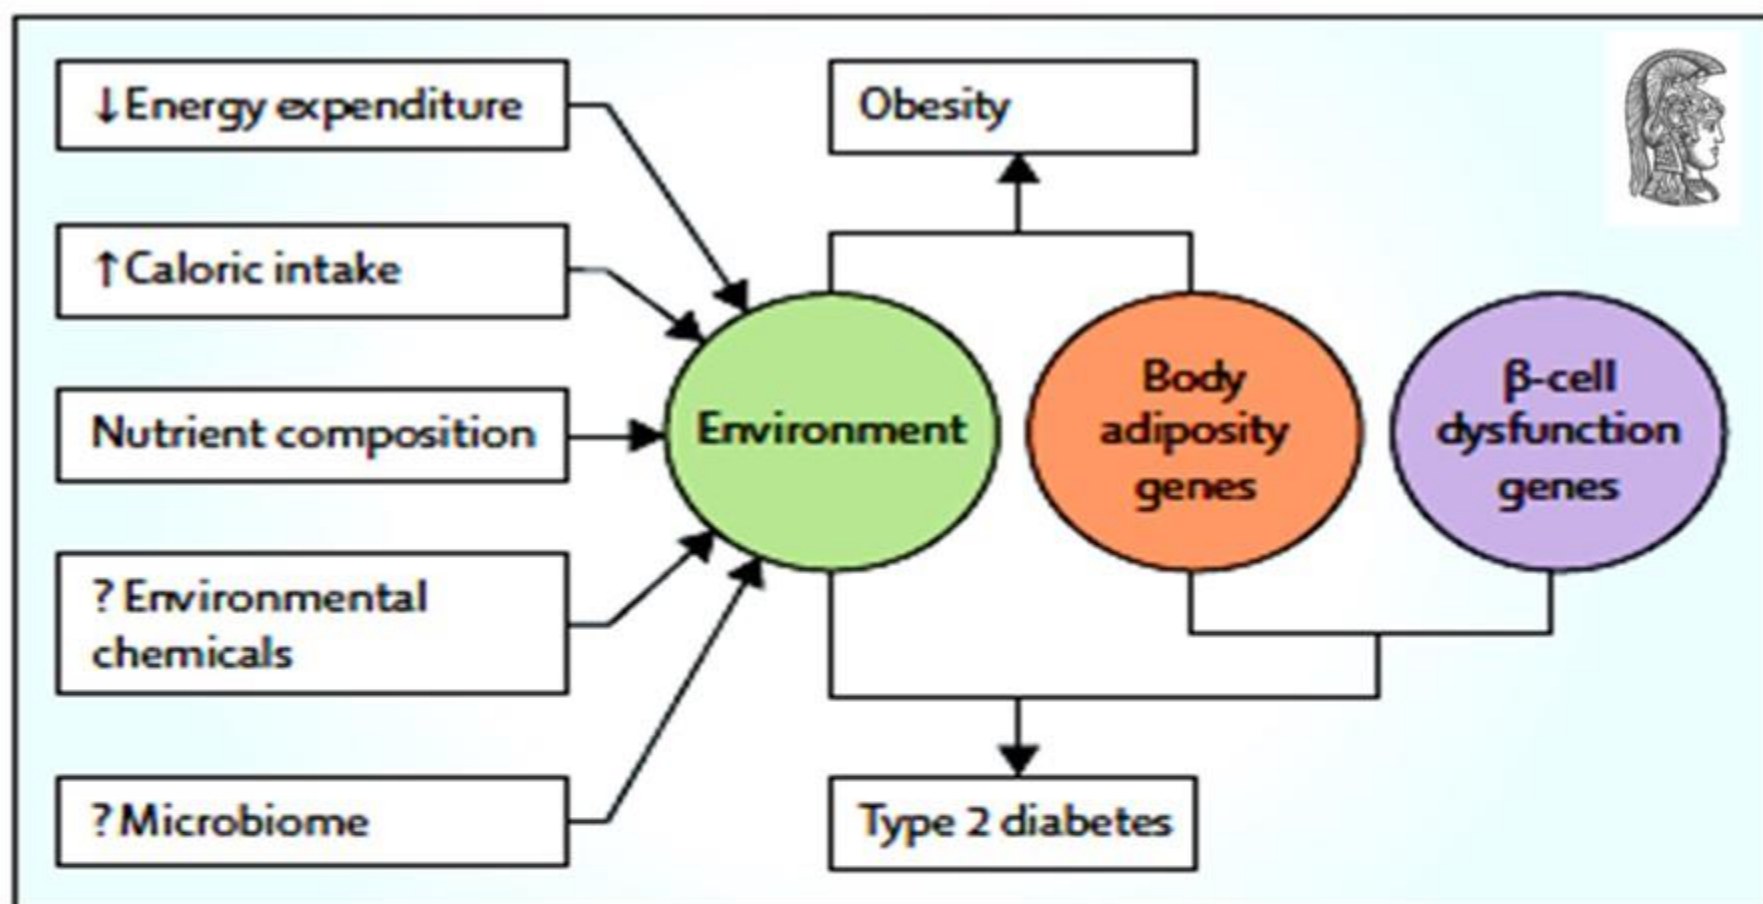 ↓Energy expenditure
↑Caloric intake
Nutrient composition
? Environmental
chemicals
? Microbiome
Obesity
Environment
Body
adiposity
genes
β-cell
dysfunction
genes
Type 2 diabetes